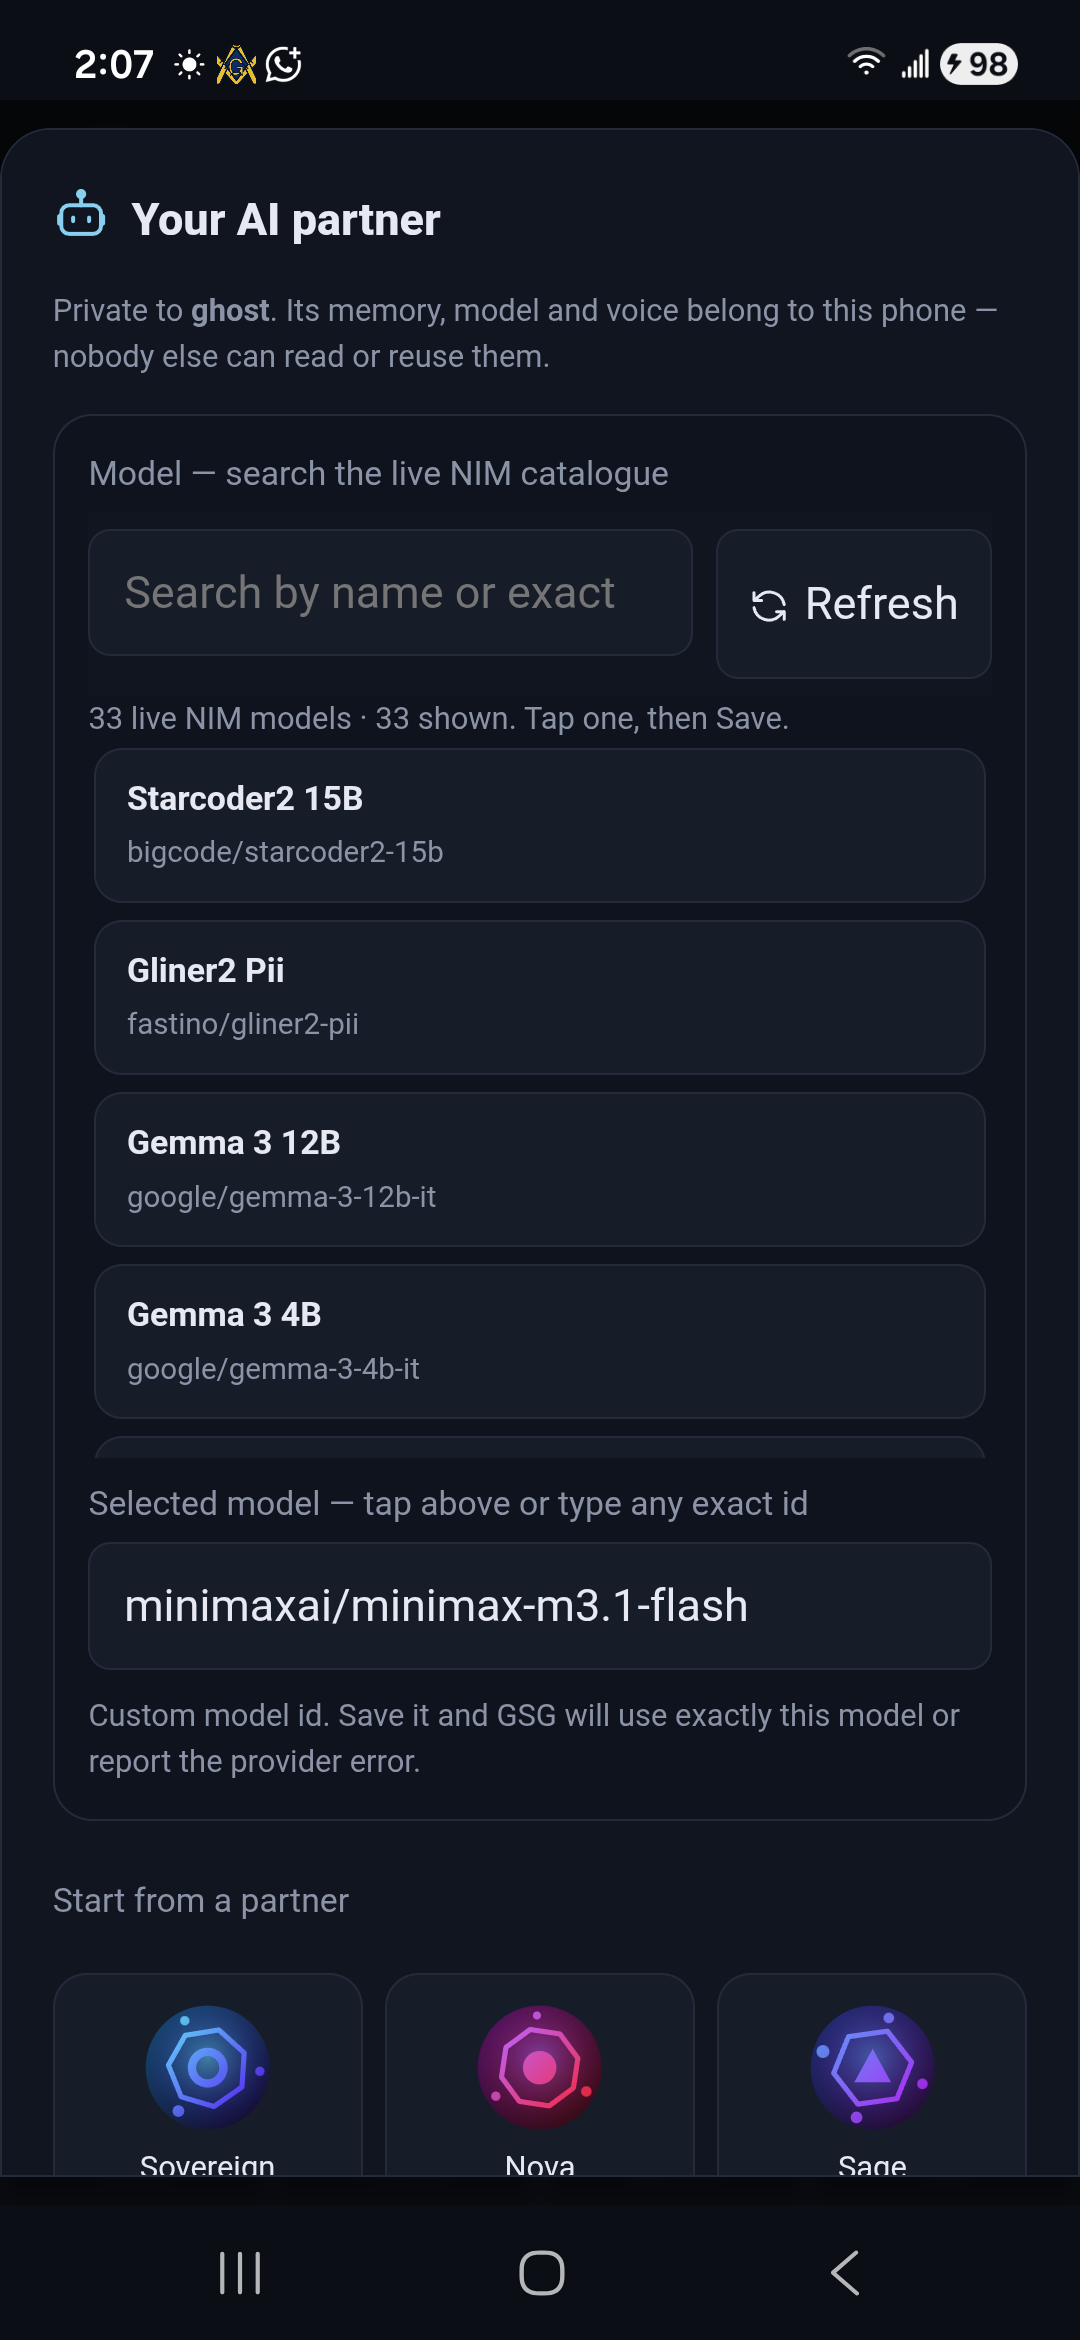 2:07
98
Your AI partner
Private to ghost. Its memory, model and voice belong to this phone —
nobody else can read or reuse them.
Model — search the live NIM catalogue
Search by name or exact
Refresh
33 live NIM models · 33 shown. Tap one, then Save.
Starcoder2 15B
bigcode/starcoder2-15b
Gliner2 Pii
fastino/gliner2-pii
Gemma 3 12B
google/gemma-3-12b-it
Gemma 3 4B
google/gemma-3-4b-it
Selected model — tap above or type any exact id
minimaxai/minimax-m3.1-flash
Custom model id. Save it and GSG will use exactly this model or
report the provider error.
Start from a partner
Sovereign
Nova
Sage